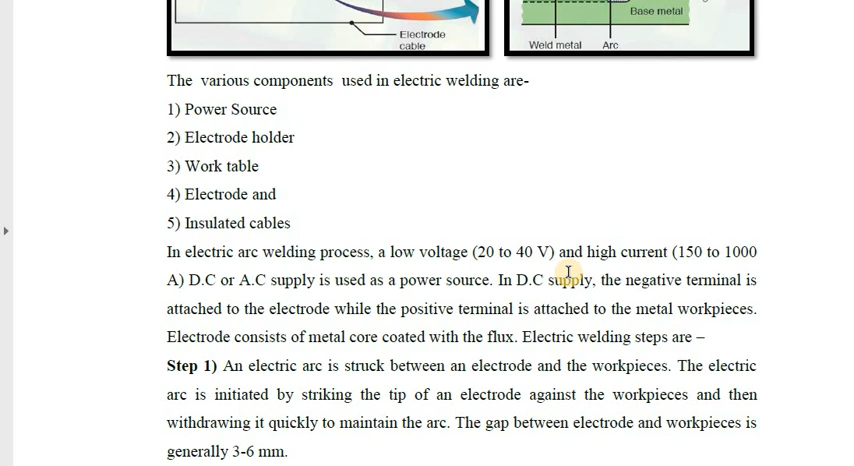 Base metal
Electrode
cable
Weld metal Arc
The various components used in electric welding are-
1) Power Source
2) Electrode holder
3) Work table
4) Electrode and
5) Insulated cables
In electric arc welding process, a low voltage (20 to 40 V) and high current (150 to 1000
A) D.C or A.C supply is used as a power source. In D.C supply, the negative terminal is
attached to the electrode while the positive terminal is attached to the metal workpieces.
Electrode consists of metal core coated with the flux. Electric welding steps are –
Step 1) An electric arc is struck between an electrode and the workpieces. The electric
arc is initiated by striking the tip of an electrode against the workpieces and then
withdrawing it quickly to maintain the arc. The gap between electrode and workpieces is
generally 3-6 mm.